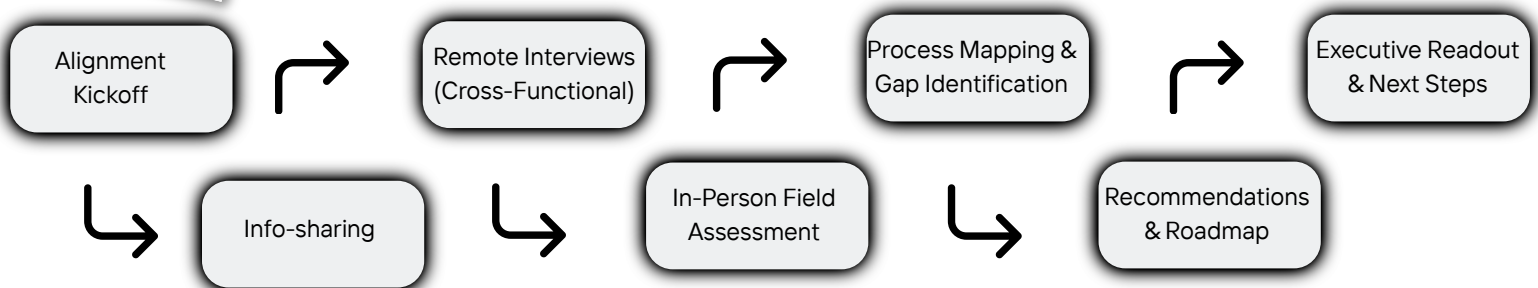 Alignment
Kickoff
Info-sharing
Remote Interviews
(Cross-Functional)
In-Person Field
Assessment
Process Mapping &
Gap Identification
Recommendations
& Roadmap
Executive Readout
& Next Steps